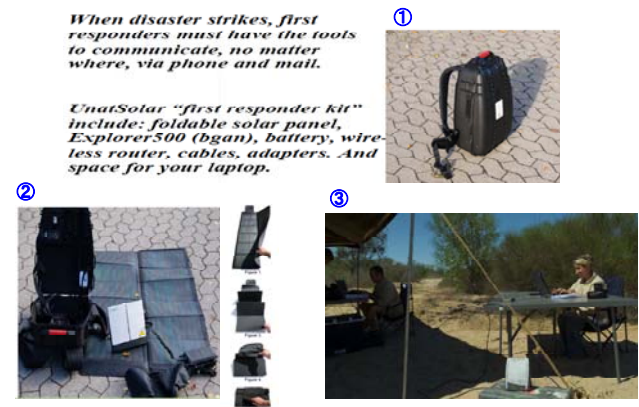 When disaster strikes, first
responders must have the tools
to communicate, no matter
where, via phone and mail.
UnatSolar “first responder kit”
include: foldable solar panel,
Explorer500 (bgan), battery, wire-
less router, cables, adapters. And
space for your laptop.
①
②
③
Figure 1